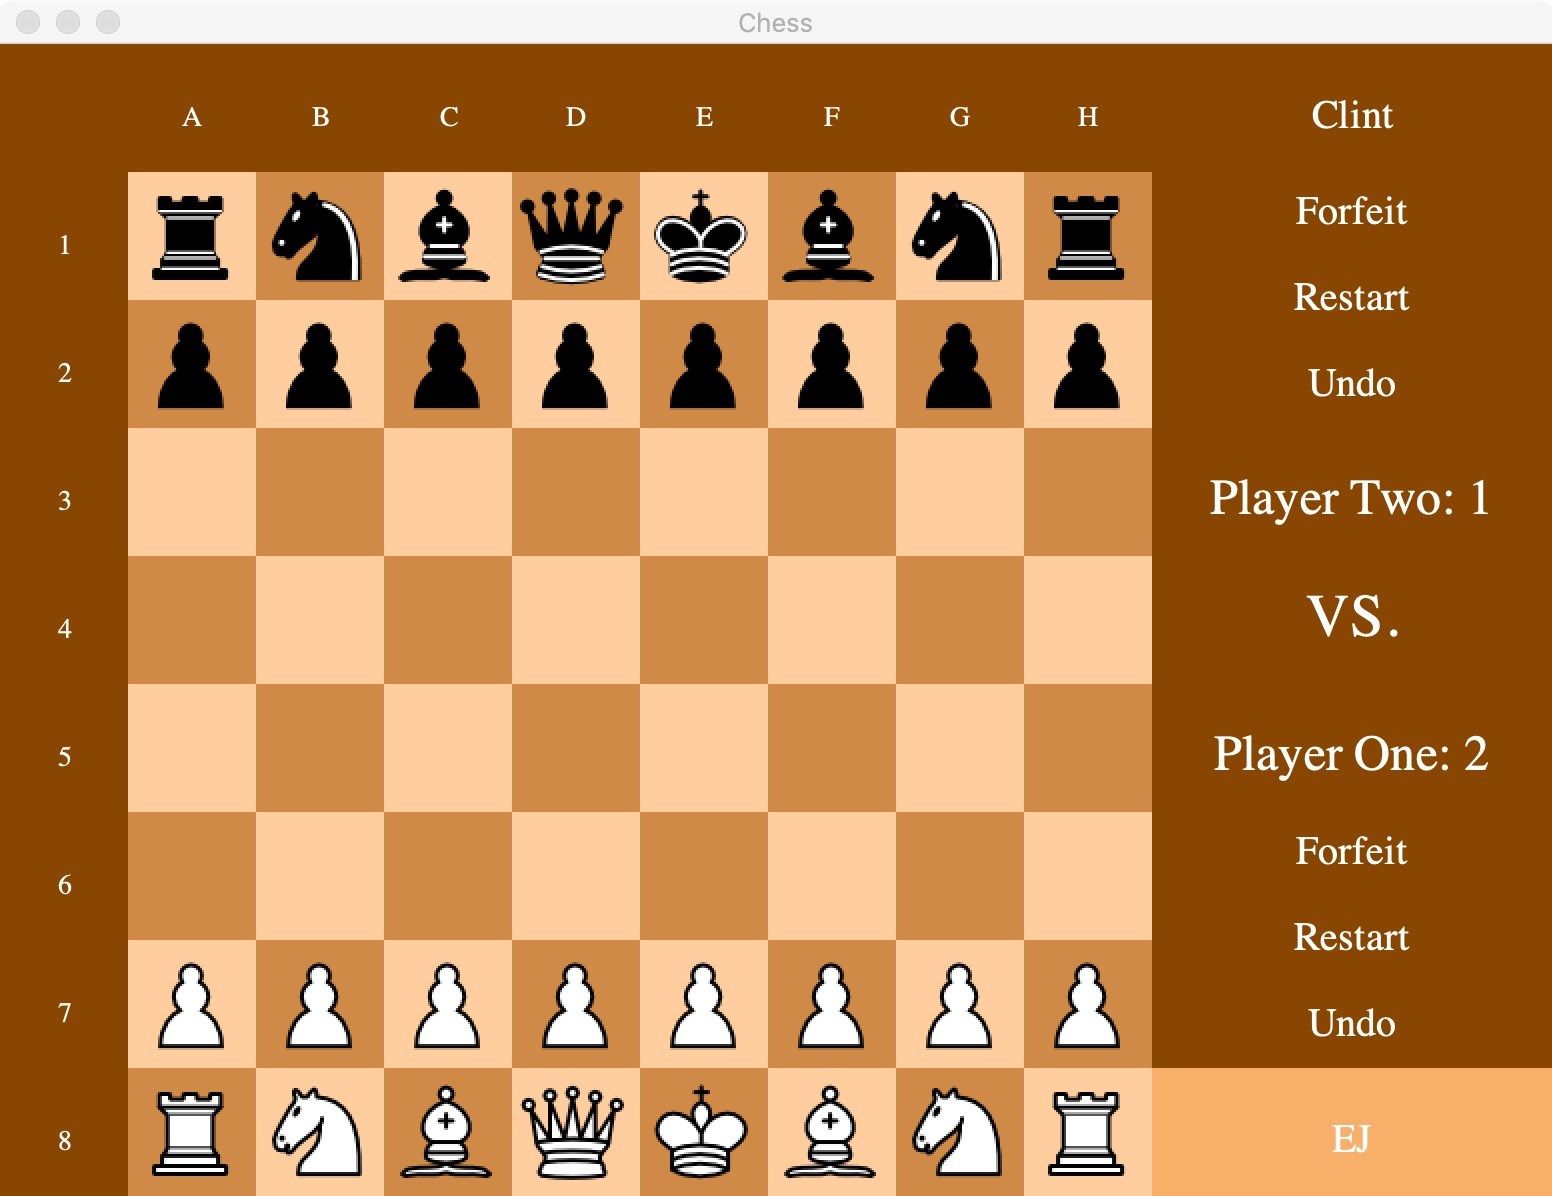 Chess
A B C D E F G H
Clint
1
Forfeit
Restart
2
Undo
3
Player Two: 1
4
VS.
5
Player One: 2
6
Forfeit
Restart
7
Undo
8
EJ